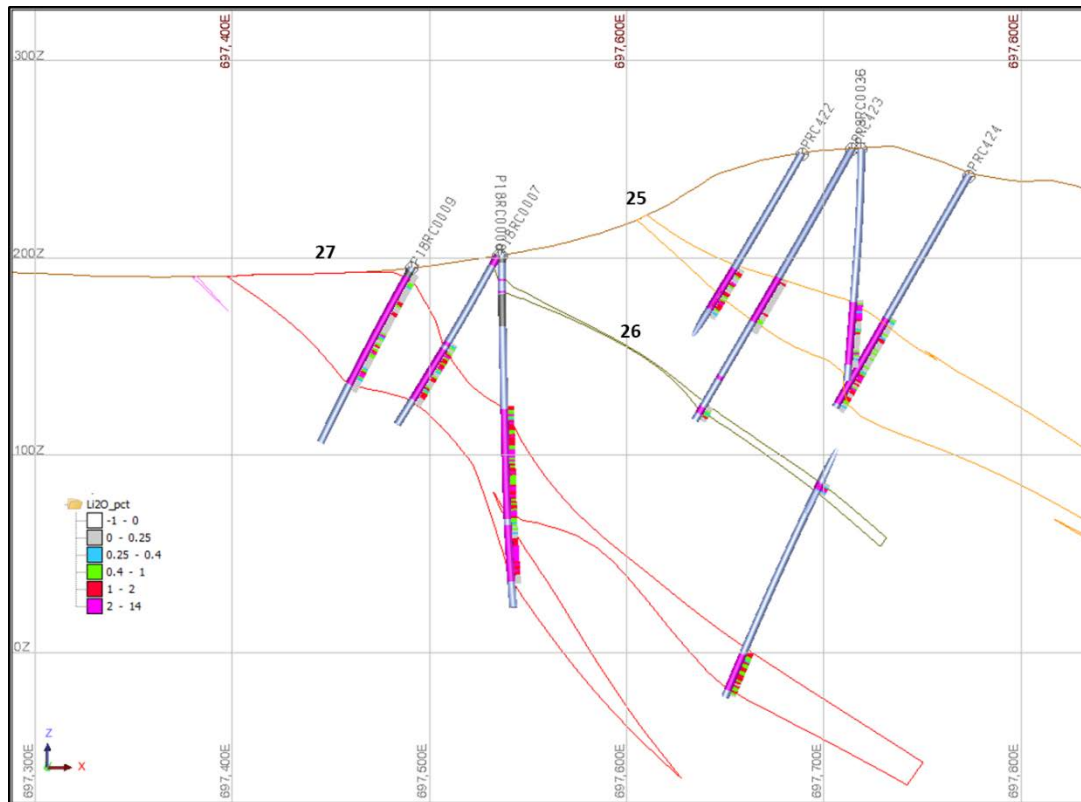 697,400E
697,600E
697,800E
300Z
PRC422
PRC423
PRC424
P18RC0009
P18RC0007
25
27
26
200Z
100Z
0Z
Li2O_pct
-1 - 0
0 - 0.25
0.25 - 0.4
0.4 - 1
1 - 2
2 - 14
Z
X
697,300E
697,400E
697,500E
697,600E
697,700E
697,800E